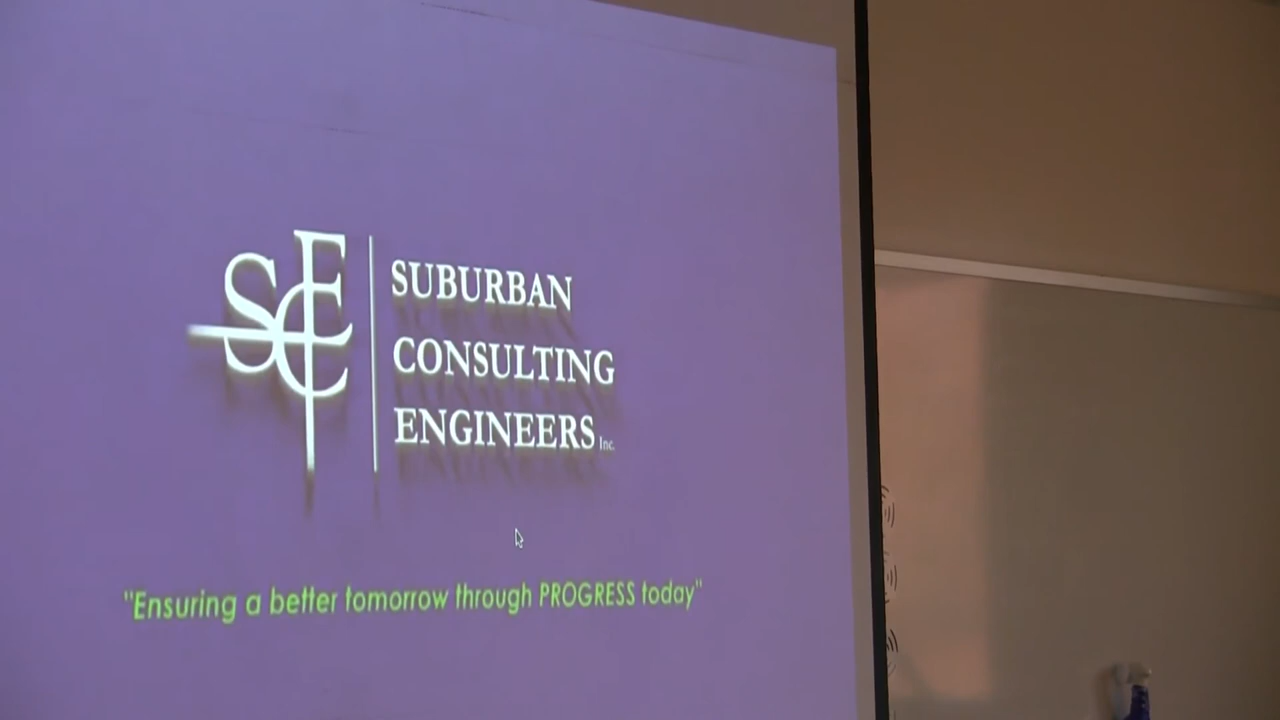 SCE
SUBURBAN
CONSULTING
ENGINEERS Inc.
"Ensuring a better tomorrow through PROGRESS today"